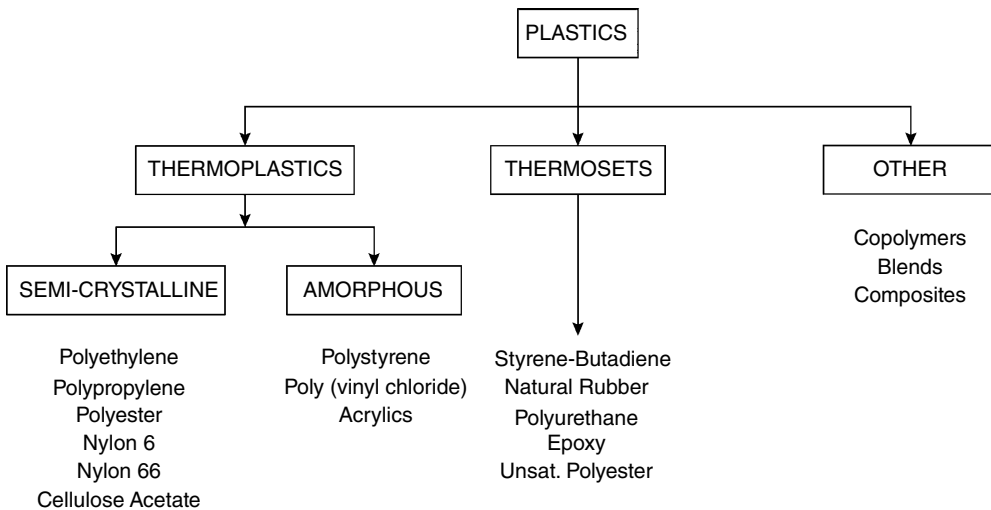 PLASTICS
THERMOPLASTICS
THERMOSETS
OTHER
SEMI-CRYSTALLINE
AMORPHOUS
Copolymers
Blends
Composites
Polyethylene
Polypropylene
Polyester
Nylon 6
Nylon 66
Cellulose Acetate
Polystyrene
Poly (vinyl chloride)
Acrylics
Styrene-Butadiene
Natural Rubber
Polyurethane
Epoxy
Unsat. Polyester